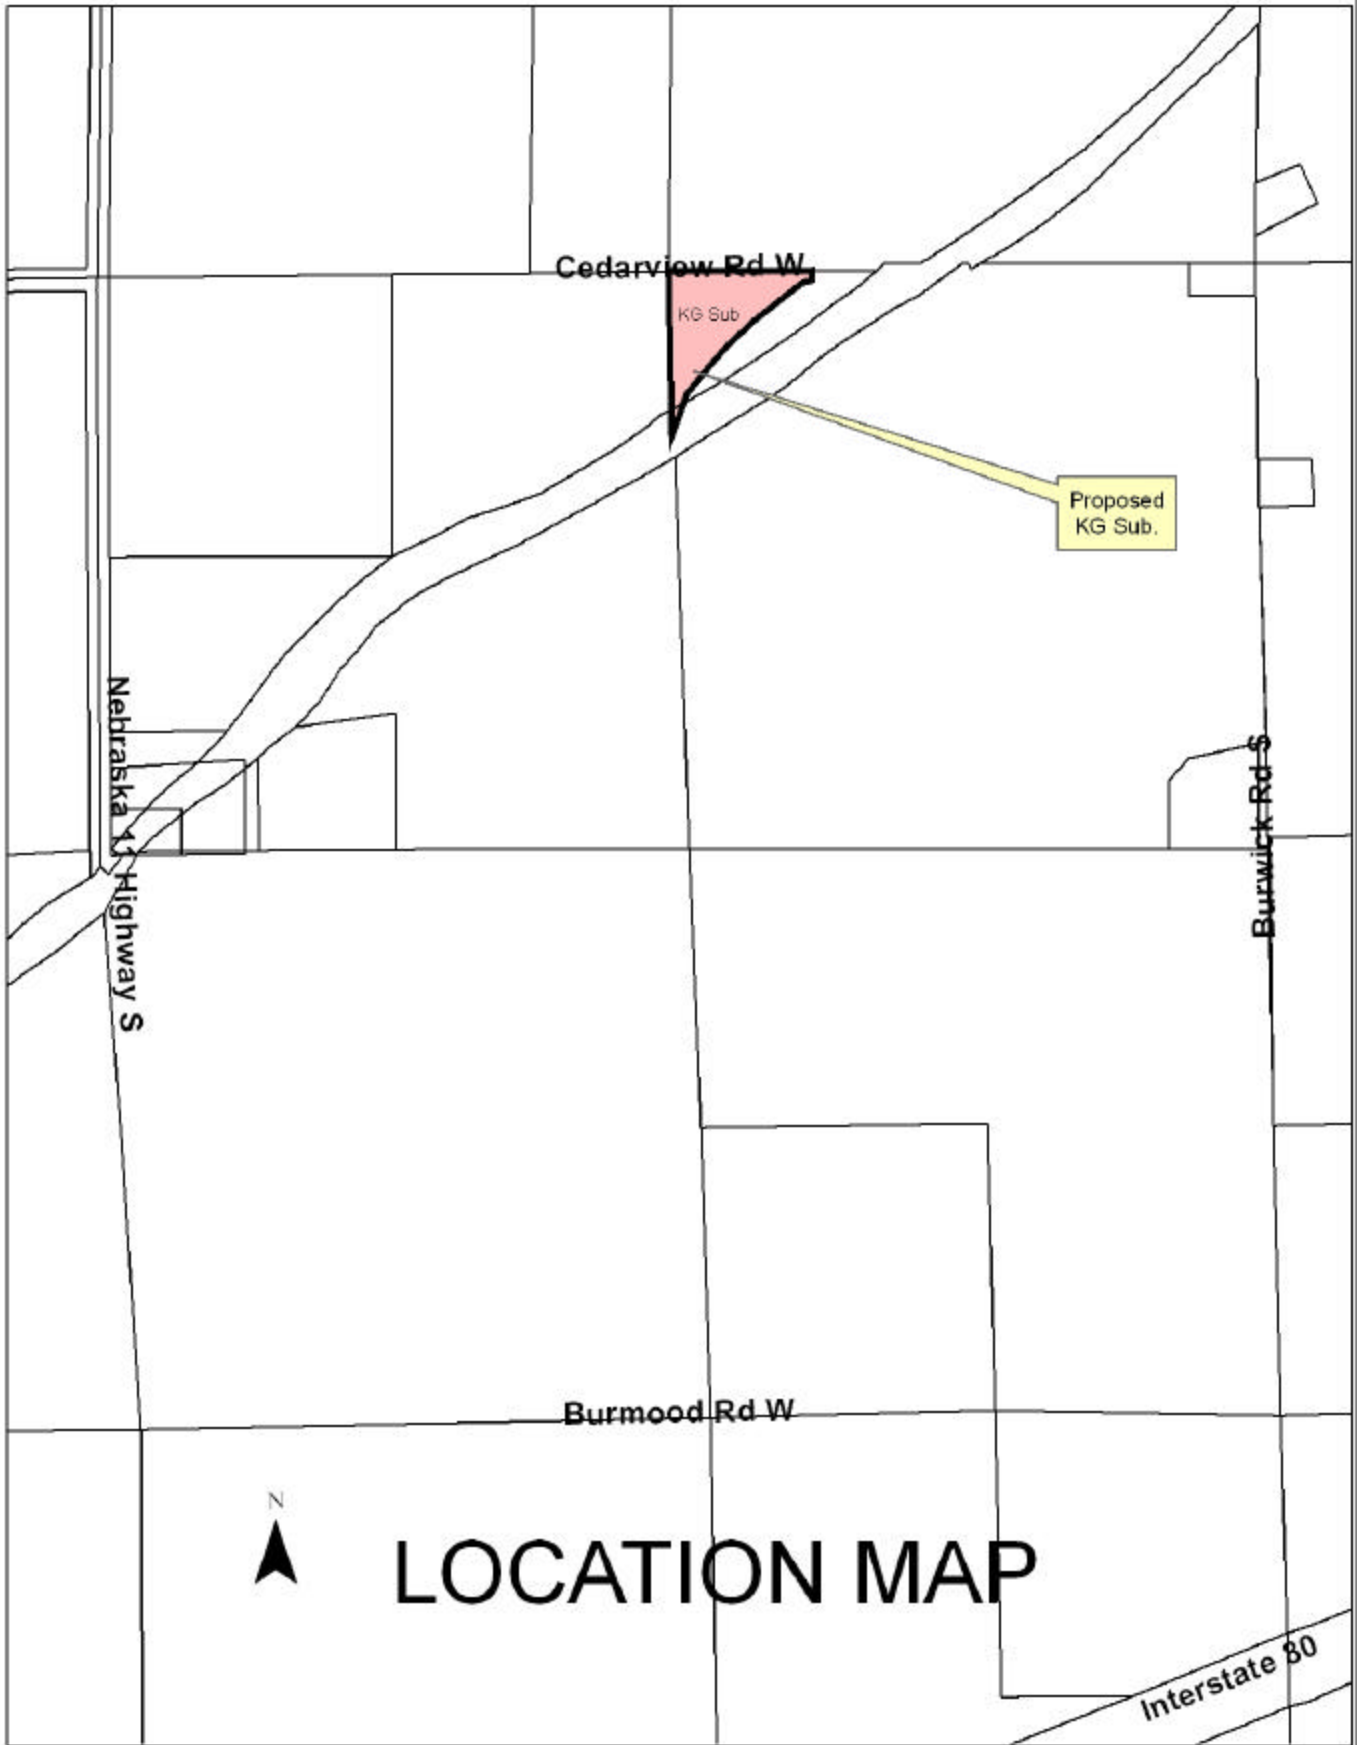 Cedarview Rd W
KG Sub
Proposed
KG Sub.
Nebraska 11 Highway S
Burwick Rd S
Burmood Rd W
N
LOCATION MAP
Interstate 80